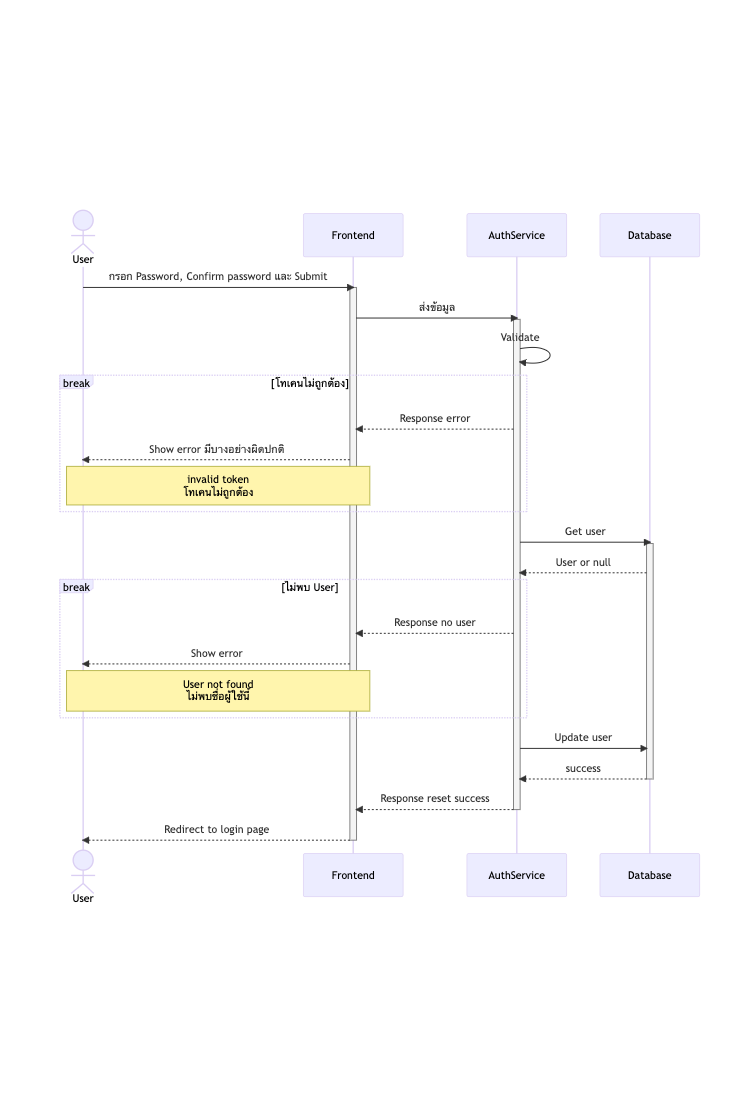 User
Frontend
AuthService
Database
กรอก Password, Confirm password และ Submit
ส่งข้อมูล
Validate
break
[โทเคนไม่ถูกต้อง]
Response error
Show error มีบางอย่างผิดปกติ
invalid token
โทเคนไม่ถูกต้อง
Get user
User or null
break
[ไม่พบ User]
Response no user
Show error
User not found
ไม่พบชื่อผู้ใช้นี้
Update user
success
Response reset success
Redirect to login page
User
Frontend
AuthService
Database